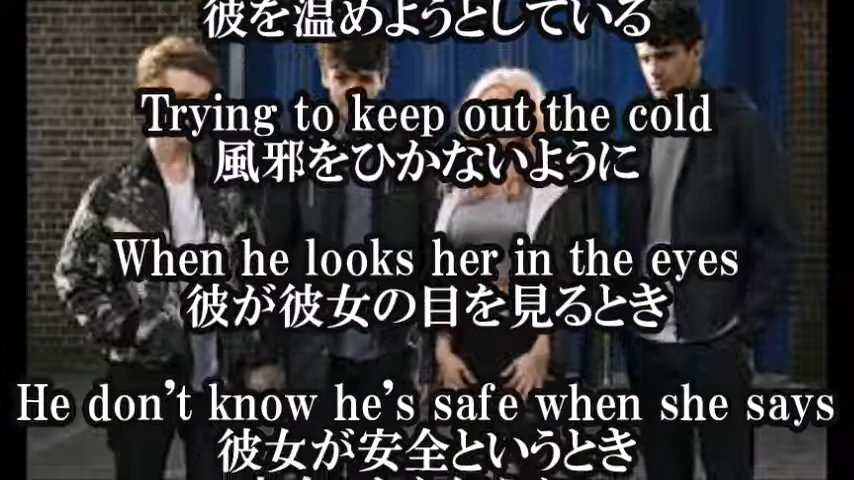 彼を温めようとしている
Trying to keep out the cold
風邪をひかないように
When he looks her in the eyes
彼が彼女の目を見るとき
He don't know he's safe when she says
彼女が安全というとき